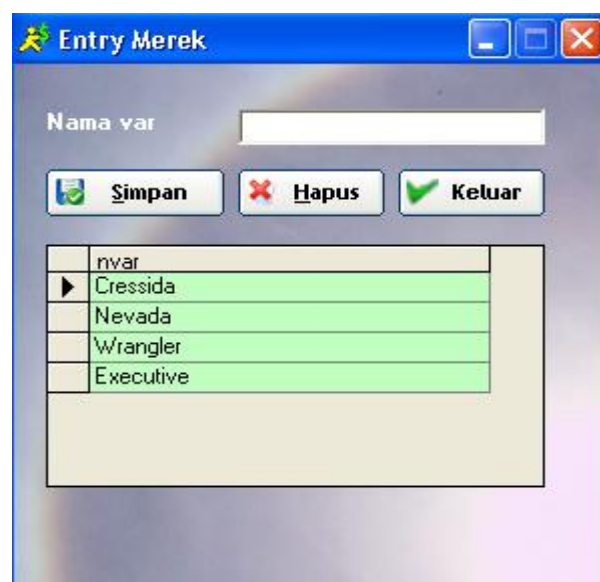 Entry Merek
Nama var
Simpan Hapus Keluar
nvar
Cressida
Nevada
Wrangler
Executive